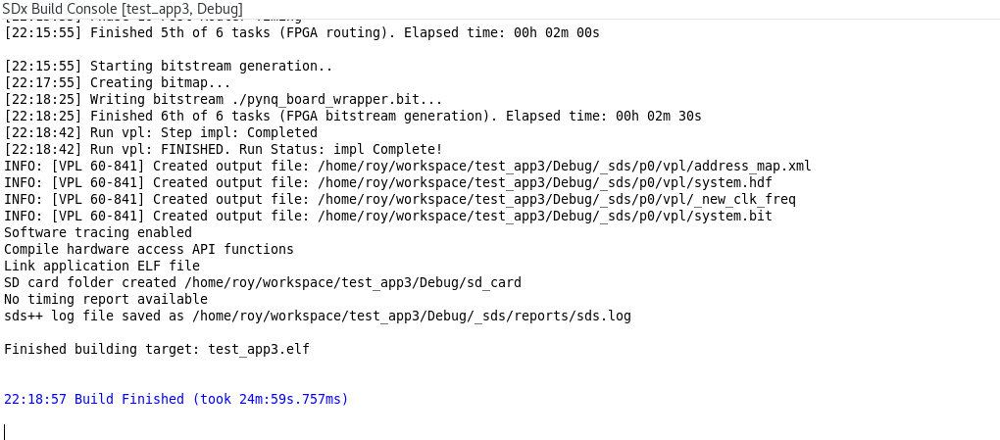 SDx Build Console [test_app3, Debug]
[22:15:55] Finished 5th of 6 tasks (FPGA routing). Elapsed time: 00h 02m 00s
[22:15:55] Starting bitstream generation..
[22:17:55] Creating bitmap...
[22:18:25] Writing bitstream ./pynq_board_wrapper.bit...
[22:18:25] Finished 6th of 6 tasks (FPGA bitstream generation). Elapsed time: 00h 02m 30s
[22:18:42] Run vpl: Step impl: Completed
[22:18:42] Run vpl: FINISHED. Run Status: impl Complete!
INFO: [VPL 60-841] Created output file: /home/roy/workspace/test_app3/Debug/_sds/p0/vpl/address_map.xml
INFO: [VPL 60-841] Created output file: /home/roy/workspace/test_app3/Debug/_sds/p0/vpl/system.hdf
INFO: [VPL 60-841] Created output file: /home/roy/workspace/test_app3/Debug/_sds/p0/vpl/_new_clk_freq
INFO: [VPL 60-841] Created output file: /home/roy/workspace/test_app3/Debug/_sds/p0/vpl/system.bit
Software tracing enabled
Compile hardware access API functions
Link application ELF file
SD card folder created /home/roy/workspace/test_app3/Debug/sd_card
No timing report available
sds++ log file saved as /home/roy/workspace/test_app3/Debug/_sds/reports/sds.log
Finished building target: test_app3.elf
22:18:57 Build Finished (took 24m:59s.757ms)